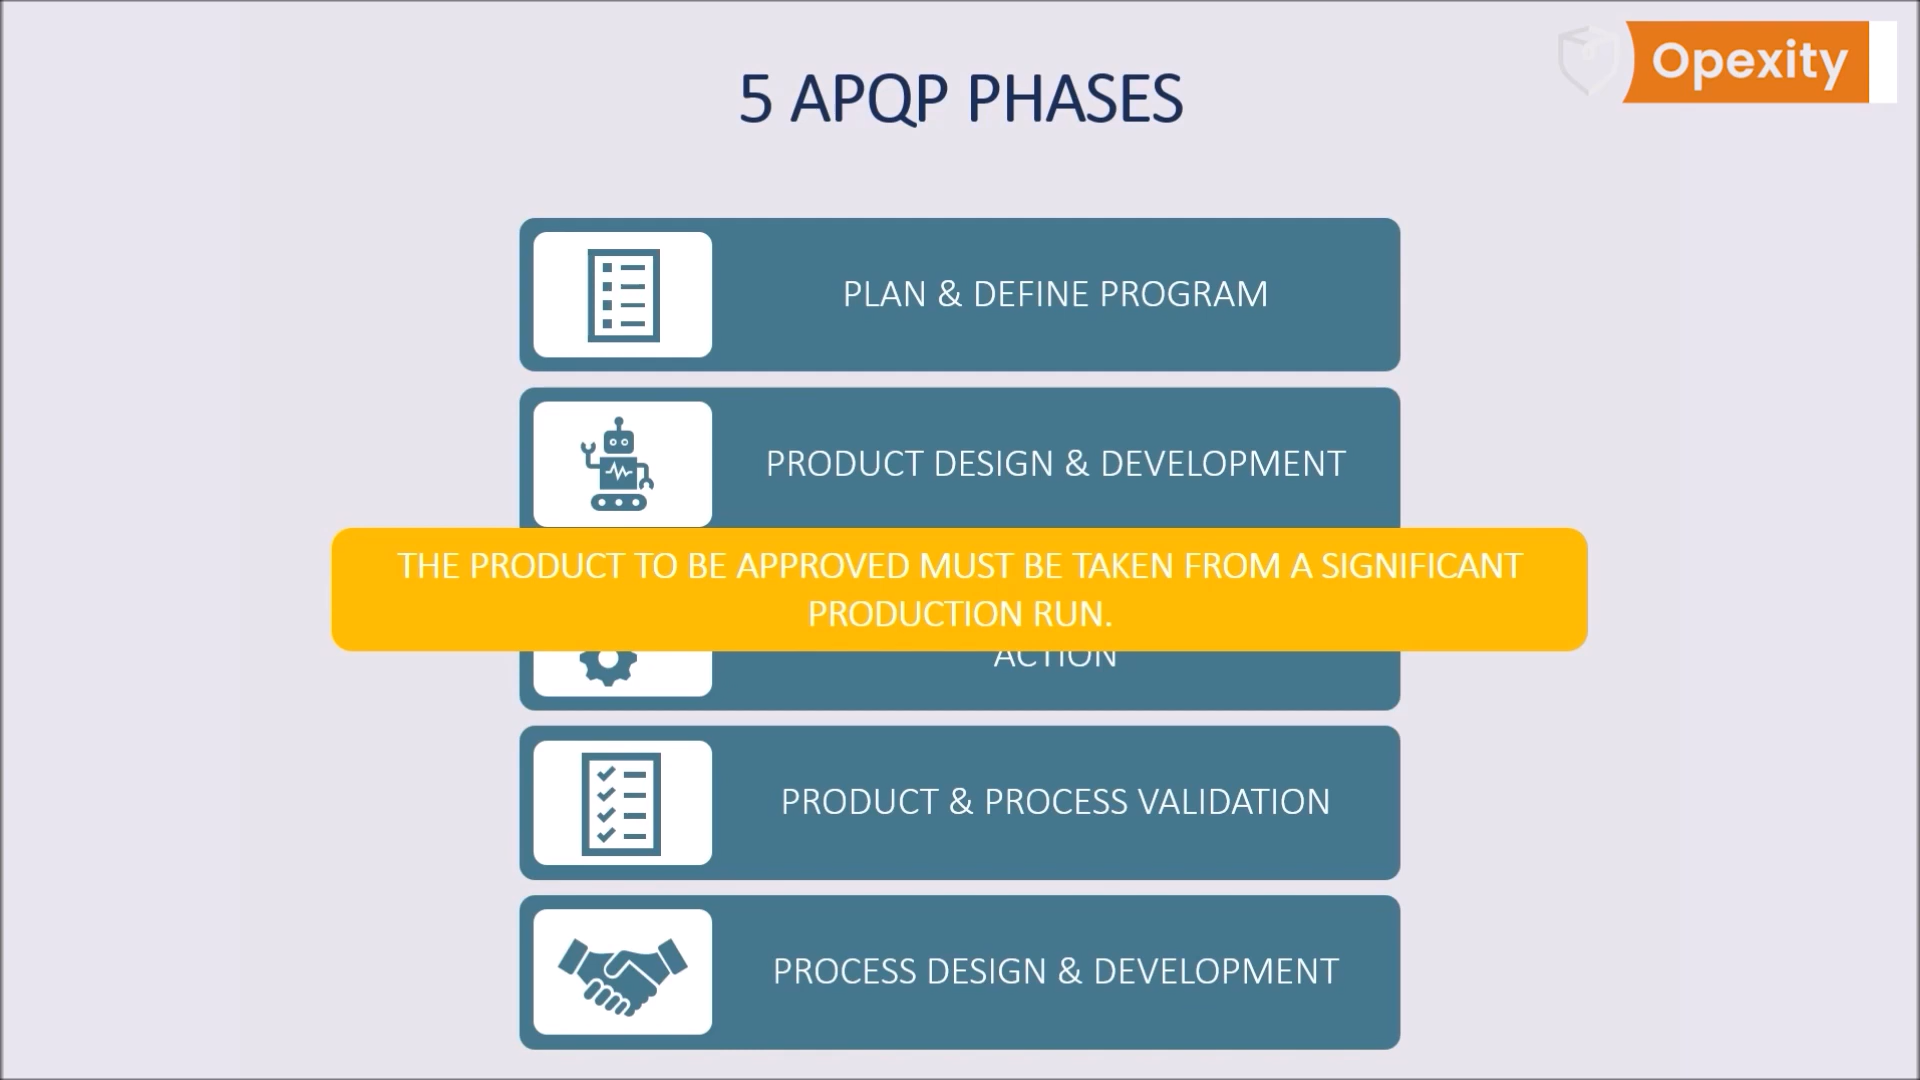 Opexity
5 APQP PHASES
PLAN & DEFINE PROGRAM
PRODUCT DESIGN & DEVELOPMENT
THE PRODUCT TO BE APPROVED MUST BE TAKEN FROM A SIGNIFICANT
PRODUCTION RUN.
ACTION
PRODUCT & PROCESS VALIDATION
PROCESS DESIGN & DEVELOPMENT